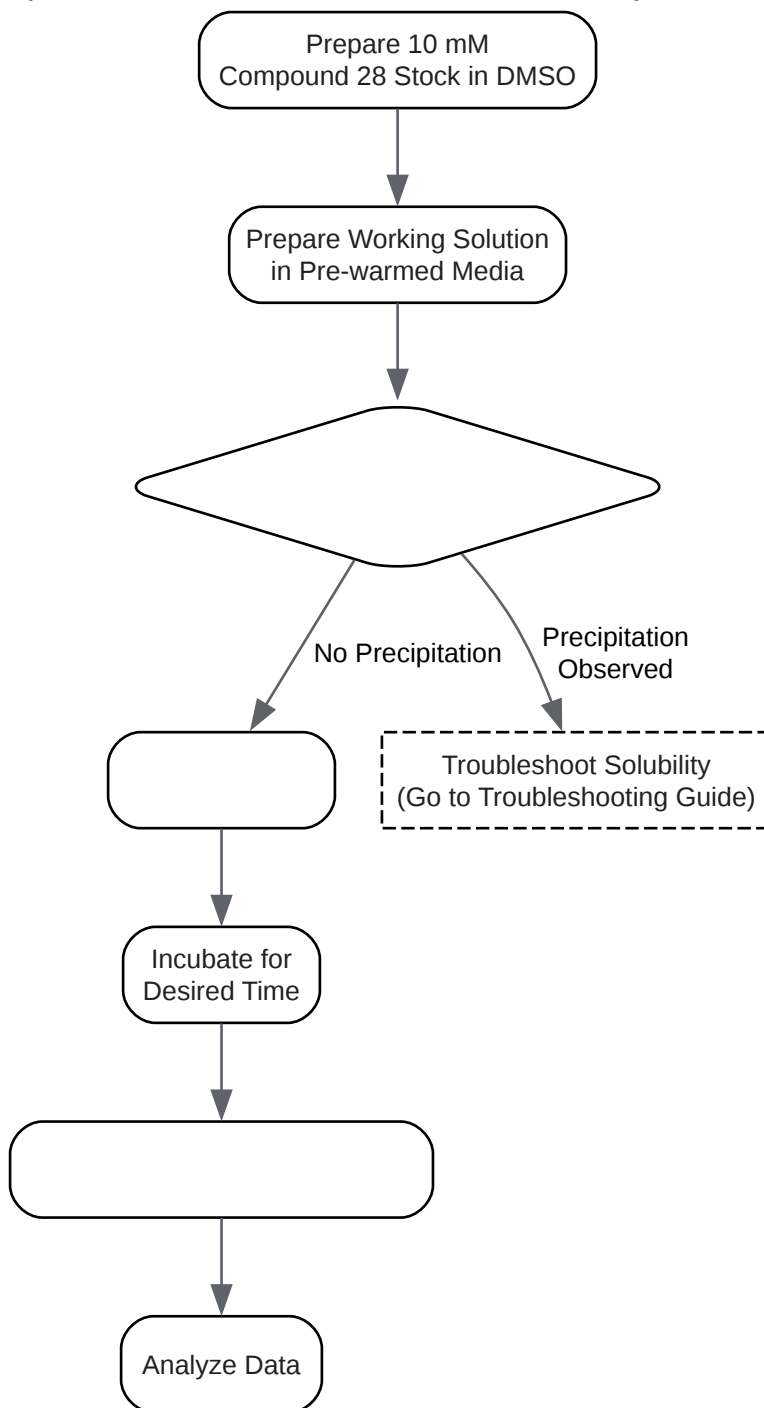 Prepare 10 mM
Compound 28 Stock in DMSO
Prepare Working Solution
in Pre-warmed Media
No Precipitation
Precipitation
Observed
Troubleshoot Solubility
(Go to Troubleshooting Guide)
Incubate for
Desired Time
Analyze Data